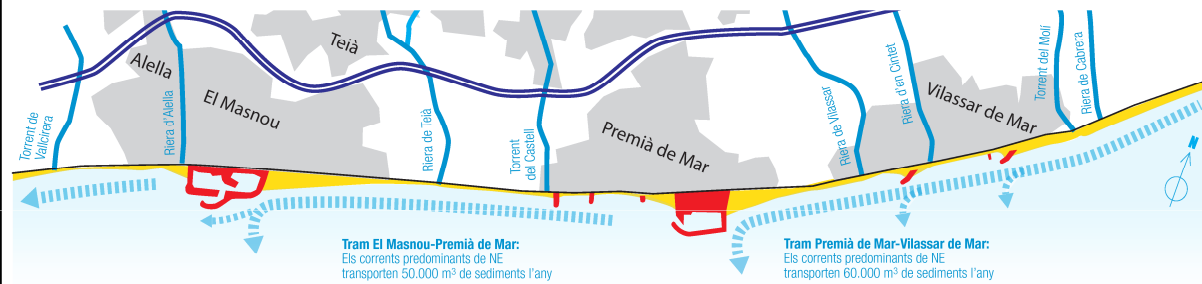 Torrent de
Vallcirera
Alella
Riera d'Alella
El Masnou
Teià
Riera de Teià
Torrent
del Castell
Premià de Mar
Riera de Vilassar
Riera d'en Cintet
Vilassar de Mar
Torrent del Molí
Riera de Cabrera
N
Tram El Masnou-Premià de Mar:
Els corrents predominants de NE
transporten 50.000 m³ de sediments l'any
Tram Premià de Mar-Vilassar de Mar:
Els corrents predominants de NE
transporten 60.000 m³ de sediments l'any